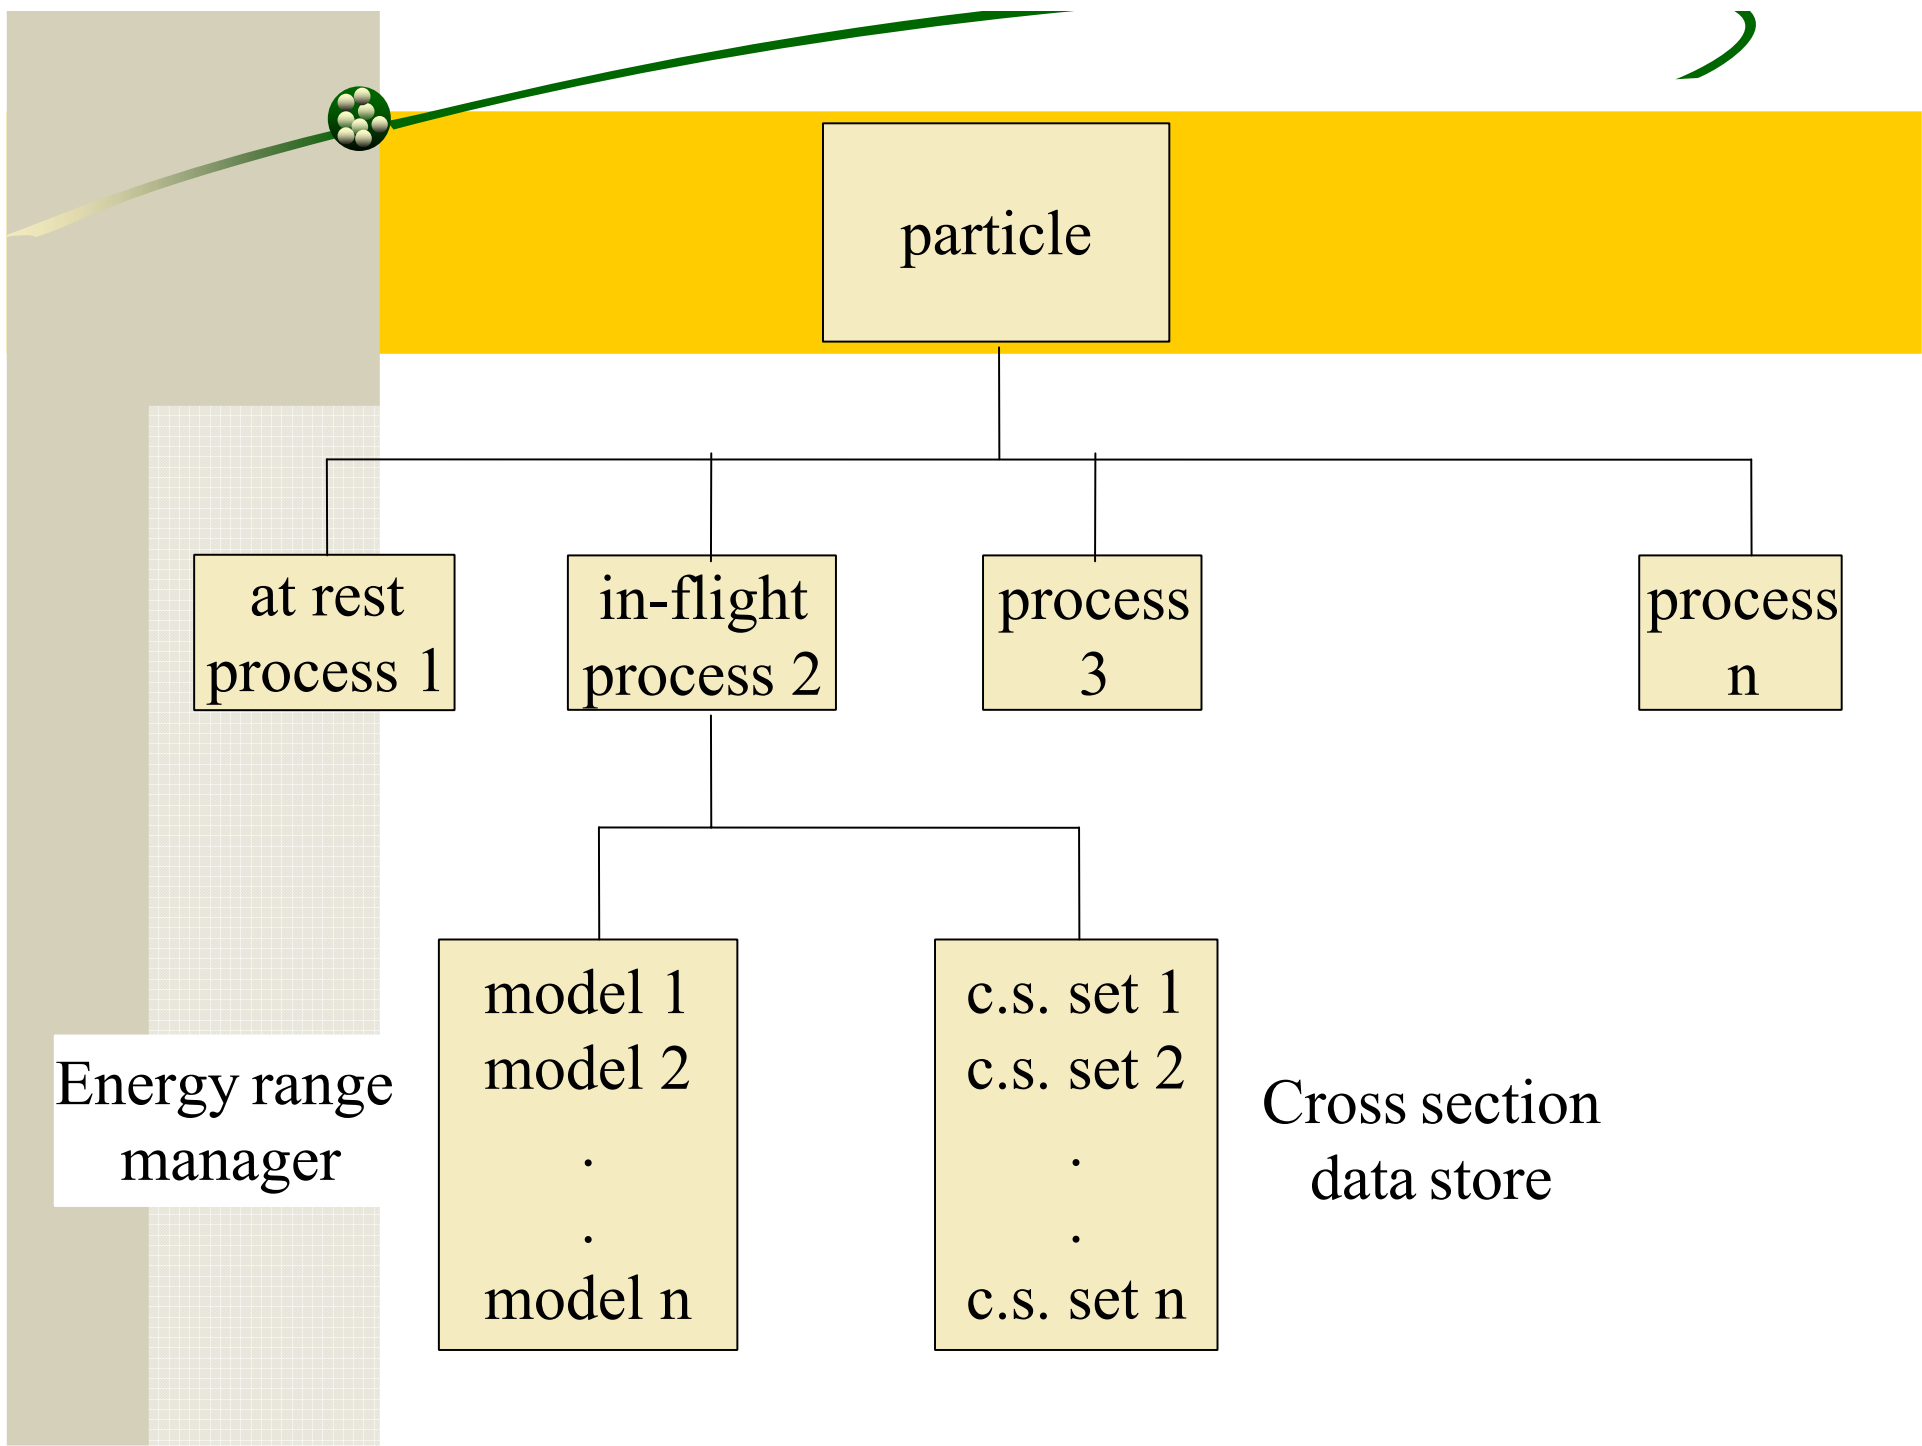 particle
at rest
process 1
in-flight
process 2
process
3
process
n
Energy range
manager
model 1
model 2
.
.
model n
c.s. set 1
c.s. set 2
.
.
c.s. set n
Cross section
data store